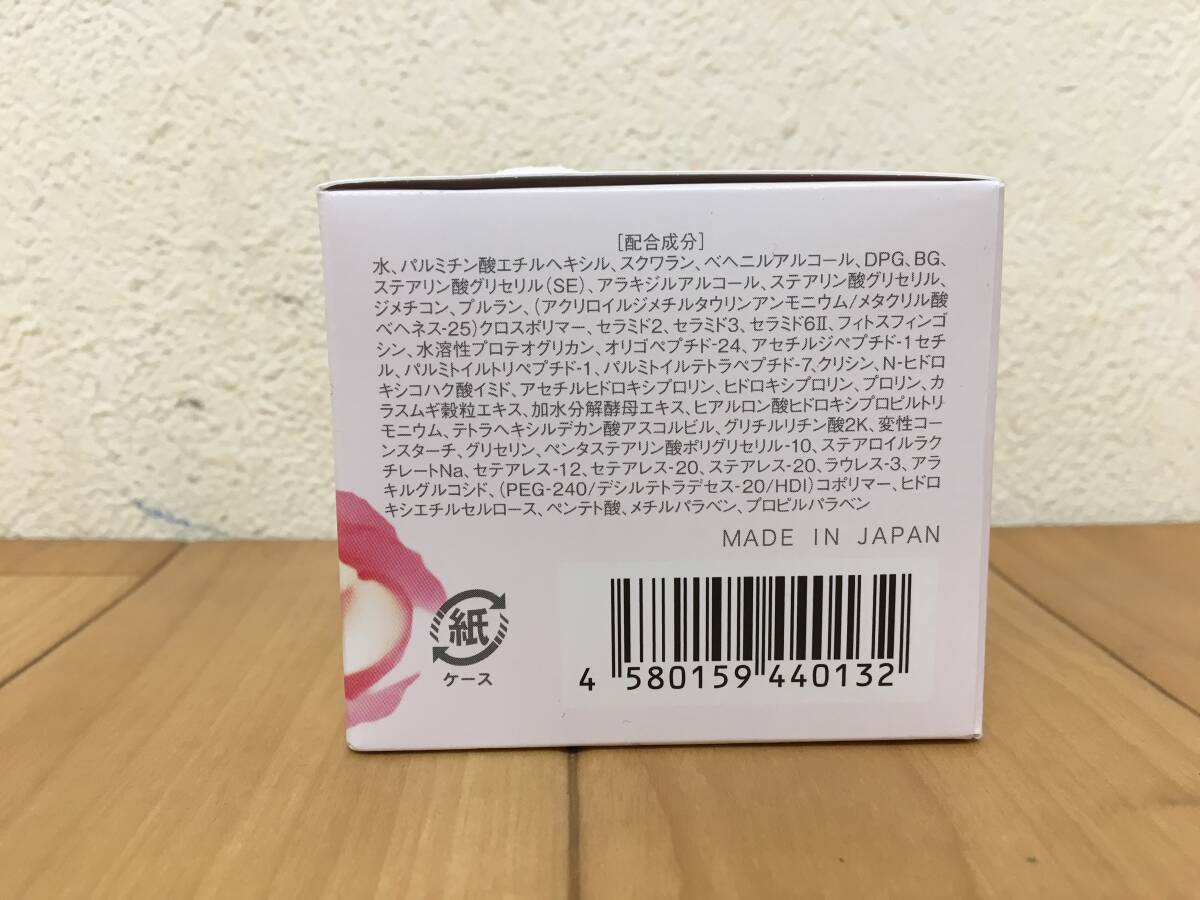 [配合成分]
水、パルミチン酸エチルヘキシル、スクワラン、ベヘニルアルコール、DPG、BG、
ステアリン酸グリセリル(SE)、アラキジルアルコール、ステアリン酸グリセリル、
ジメチコン、プルラン、(アクリロイルジメチルタウリンアンモニウム/メタクリル酸
ベヘネス-25)クロスポリマー、セラミド2、セラミド3、セラミド6Ⅱ、フィトスフィンゴ
シン、水溶性プロテオグリカン、オリゴペプチド-24、アセチルジペプチド-1セチ
ル、パルミトイルトリペプチド-1、パルミトイルテトラペプチド-7、クリシン、N-ヒドロ
キシコハク酸イミド、アセチルヒドロキシプロリン、ヒドロキシプロリン、プロリン、カ
ラスムギ穀粒エキス、加水分解酵母エキス、ヒアルロン酸ヒドロキシプロピルトリ
モニウム、テトラヘキシルデカン酸アスコルビル、グリチルリチン酸2K、変性コー
ンスターチ、グリセリン、ペンタステアリン酸ポリグリセリル-10、ステアロイルラク
チレートNa、セテアレス-12、セテアレス-20、ステアレス-20、ラウレス-3、アラ
キルグルコシド、(PEG-240/デシルテトラデセス-20/HDI)コポリマー、ヒドロ
キシエチルセルロース、ペンテト酸、メチルパラベン、プロピルパラベン
MADE IN JAPAN
紙
ケース
4 580159 440132